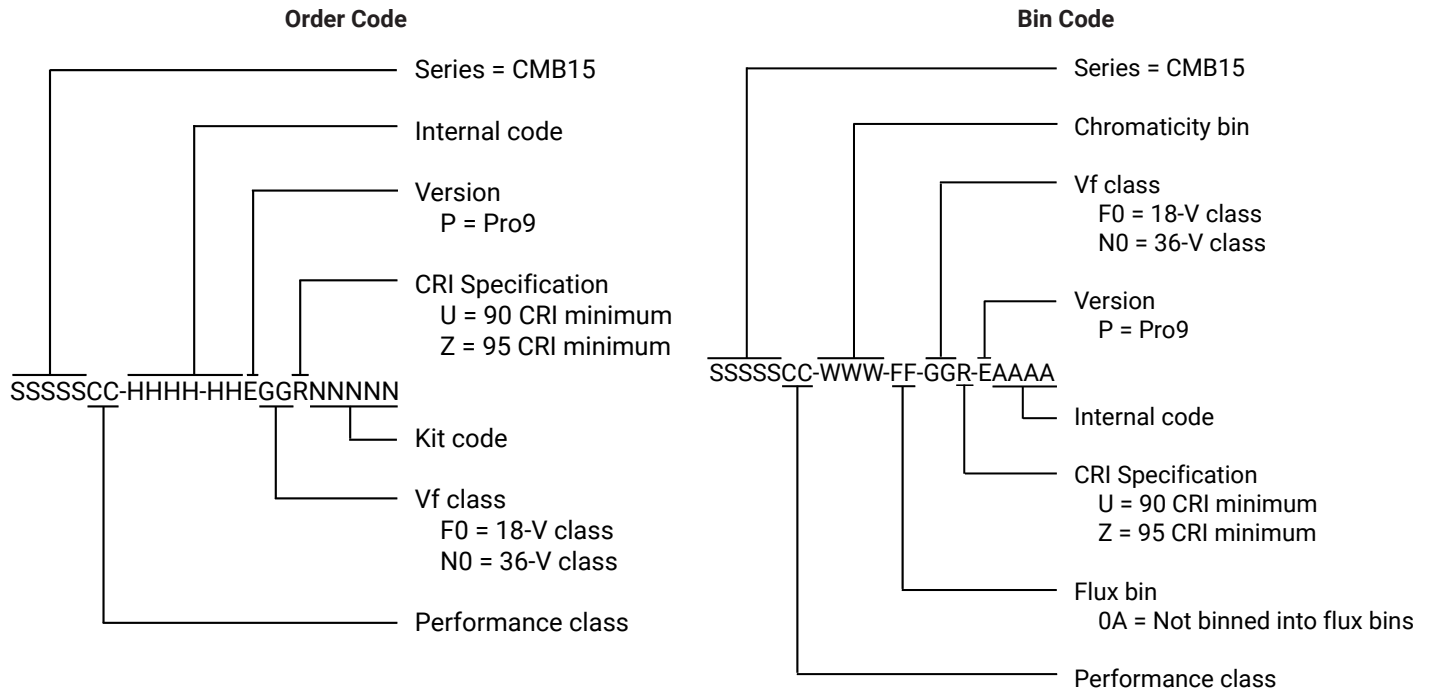 Order Code
Series = CMB15
Internal code
Version
P = Pro9
CRI Specification
U = 90 CRI minimum
Z = 95 CRI minimum
SSSSSCC-HHHH-HHEGGRNNNNN
Kit code
Vf class
F0 = 18-V class
N0 = 36-V class
Performance class
Bin Code
Series = CMB15
Chromaticity bin
Vf class
F0 = 18-V class
N0 = 36-V class
Version
P = Pro9
SSSSSCC-WWW-FF-GGR-EAAAA
Internal code
CRI Specification
U = 90 CRI minimum
Z = 95 CRI minimum
Flux bin
0A = Not binned into flux bins
Performance class